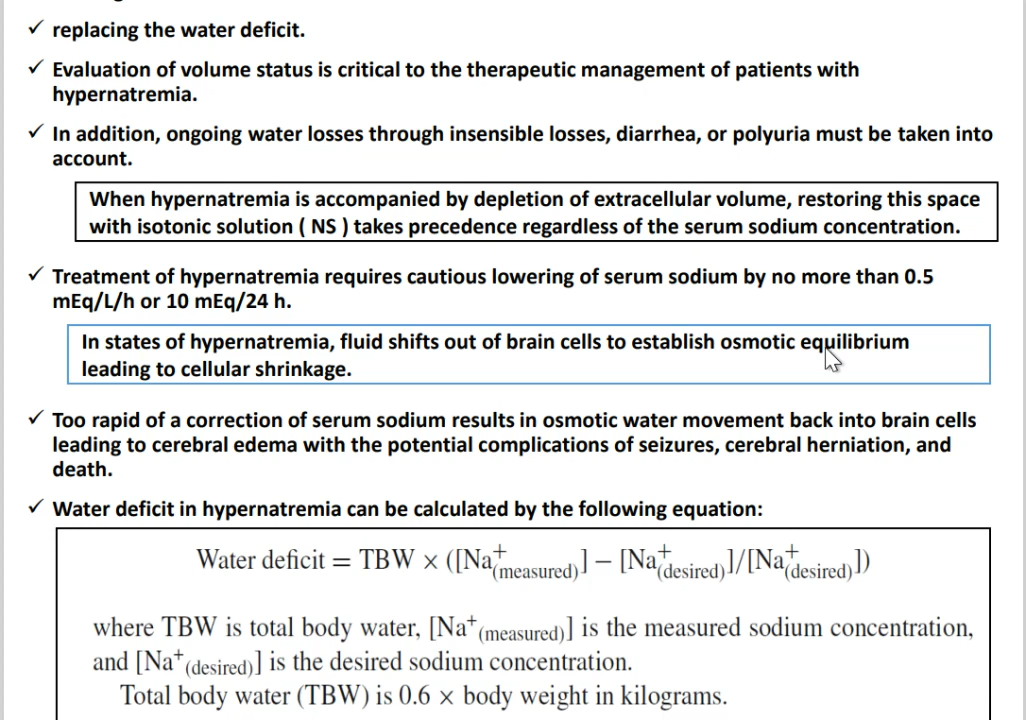 ✓ replacing the water deficit.
✓ Evaluation of volume status is critical to the therapeutic management of patients with
hypernatremia.
✓ In addition, ongoing water losses through insensible losses, diarrhea, or polyuria must be taken into
account.
When hypernatremia is accompanied by depletion of extracellular volume, restoring this space
with isotonic solution ( NS ) takes precedence regardless of the serum sodium concentration.
✓ Treatment of hypernatremia requires cautious lowering of serum sodium by no more than 0.5
mEq/L/h or 10 mEq/24 h.
In states of hypernatremia, fluid shifts out of brain cells to establish osmotic equilibrium
leading to cellular shrinkage.
✓ Too rapid of a correction of serum sodium results in osmotic water movement back into brain cells
leading to cerebral edema with the potential complications of seizures, cerebral herniation, and
death.
✓ Water deficit in hypernatremia can be calculated by the following equation:
Water deficit = TBW × ([Na⁺(measured)] − [Na⁺(desired)]/[Na⁺(desired)])
where TBW is total body water, [Na⁺(measured)] is the measured sodium concentration,
and [Na⁺(desired)] is the desired sodium concentration.
Total body water (TBW) is 0.6 × body weight in kilograms.